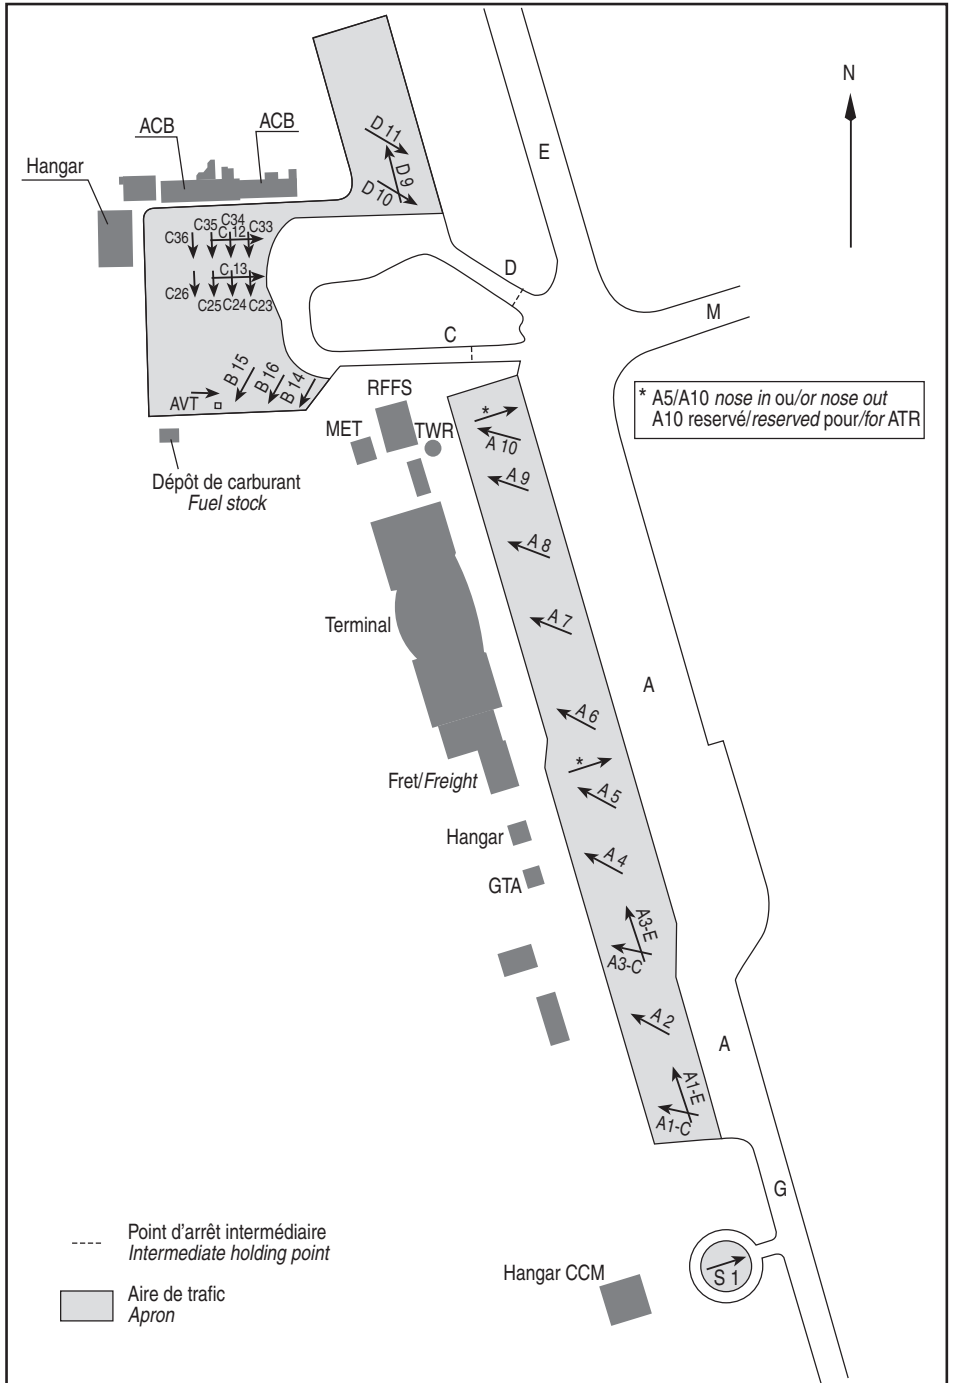 N
E
D 11
D 9
D 10
ACB
ACB
Hangar
C36
C35
C34
C33
C 12
C 13
C26
C25
C24
C23
D
M
C
B 15
B 16
B 14
AVT
RFFS
MET
TWR
* A5/A10 nose in ou/or nose out
A10 reservé/reserved pour/for ATR
*
A 10
A 9
Dépôt de carburant
Fuel stock
A 8
Terminal
A 7
A
A 6
*
Fret/Freight
A 5
Hangar
A 4
GTA
A3-E
A3-C
A 2
A
A1-E
A1-C
G
Point d'arrêt intermédiaire
Intermediate holding point
Hangar CCM
S 1
Aire de trafic
Apron